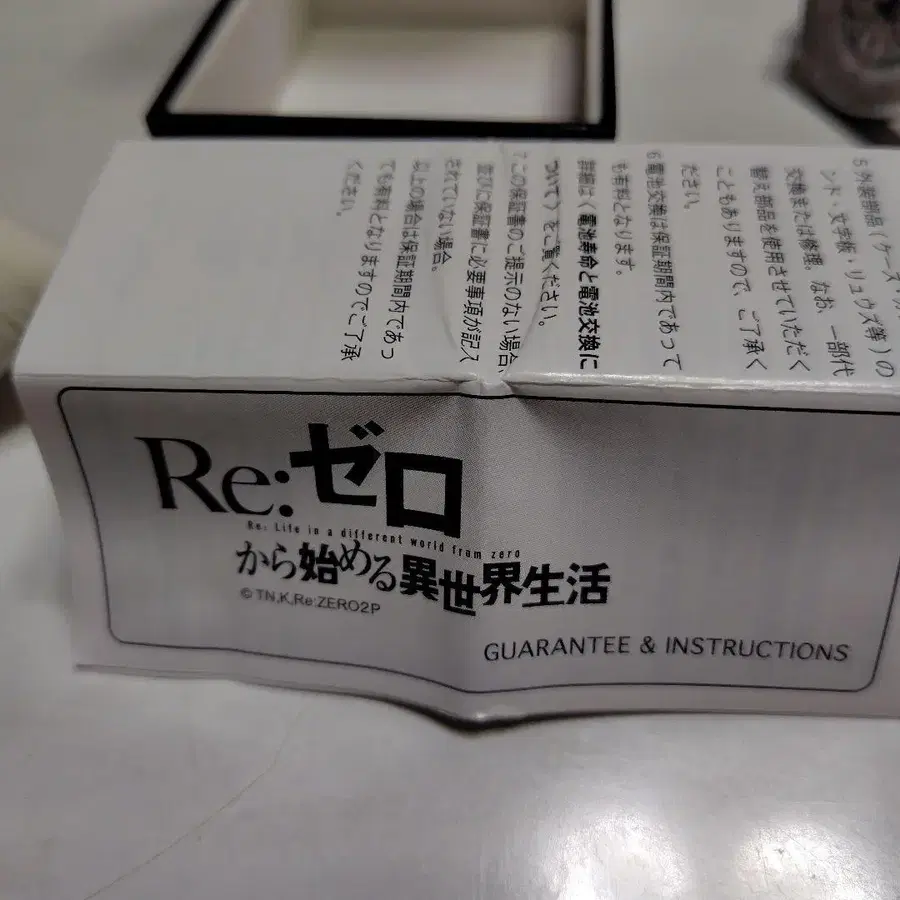 5 外装部品（ケース・
ンド・文字板・リュウズ等）の
交換または修理。なお、一部代
替え部品を使用させていただく
こともありますので、ご了承く
ださい。
6 電池交換は保証期間内であって
も有料となります。
詳細は〈電池寿命と電池交換に
ついて〉をご覧ください。
7 この保証書のご提示のない場合、
並びに保証書に必要事項が記入
されていない場合。
以上の場合は保証期間内であっ
ても有料となりますのでご了承
ください。
Re:ゼロ
Re: Life in a different world from zero
から始める異世界生活
© TN,K,Re:ZERO2P
GUARANTEE & INSTRUCTIONS